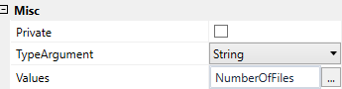 Misc
Private
TypeArgument String
Values NumberOfFiles ...